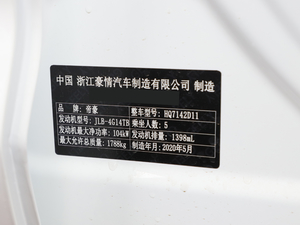 中国 浙江豪情汽车制造有限公司 制造
品牌：帝豪 整车型号：HQ7142D11
发动机型号：JLB-4G14TB 乘坐人数：5
发动机最大净功率：104kW 发动机排量：1398mL
最大允许总质量：1788kg 制造年月：2020年5月